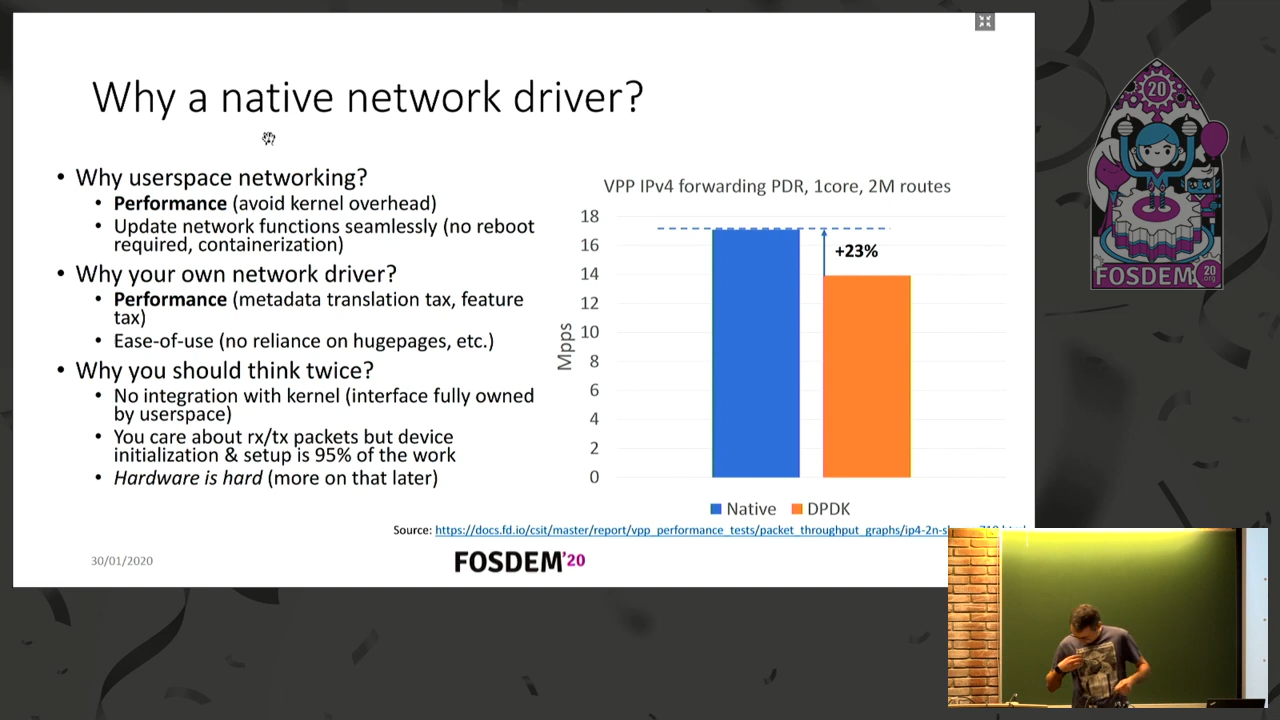 Why a native network driver?
• Why userspace networking?
• Performance (avoid kernel overhead)
• Update network functions seamlessly (no reboot
required, containerization)
• Why your own network driver?
• Performance (metadata translation tax, feature
tax)
• Ease-of-use (no reliance on hugepages, etc.)
• Why you should think twice?
• No integration with kernel (interface fully owned
by userspace)
• You care about rx/tx packets but device
initialization & setup is 95% of the work
• Hardware is hard (more on that later)
VPP IPv4 forwarding PDR, 1core, 2M routes
18
16
14
12
10
8
6
4
2
0
Mpps
+23%
Native
DPDK
Source: https://docs.fd.io/csit/master/report/vpp_performance_tests/packet_throughput_graphs/ip4-2n-s
30/01/2020
FOSDEM'20
20
FOSDEM 20
.org